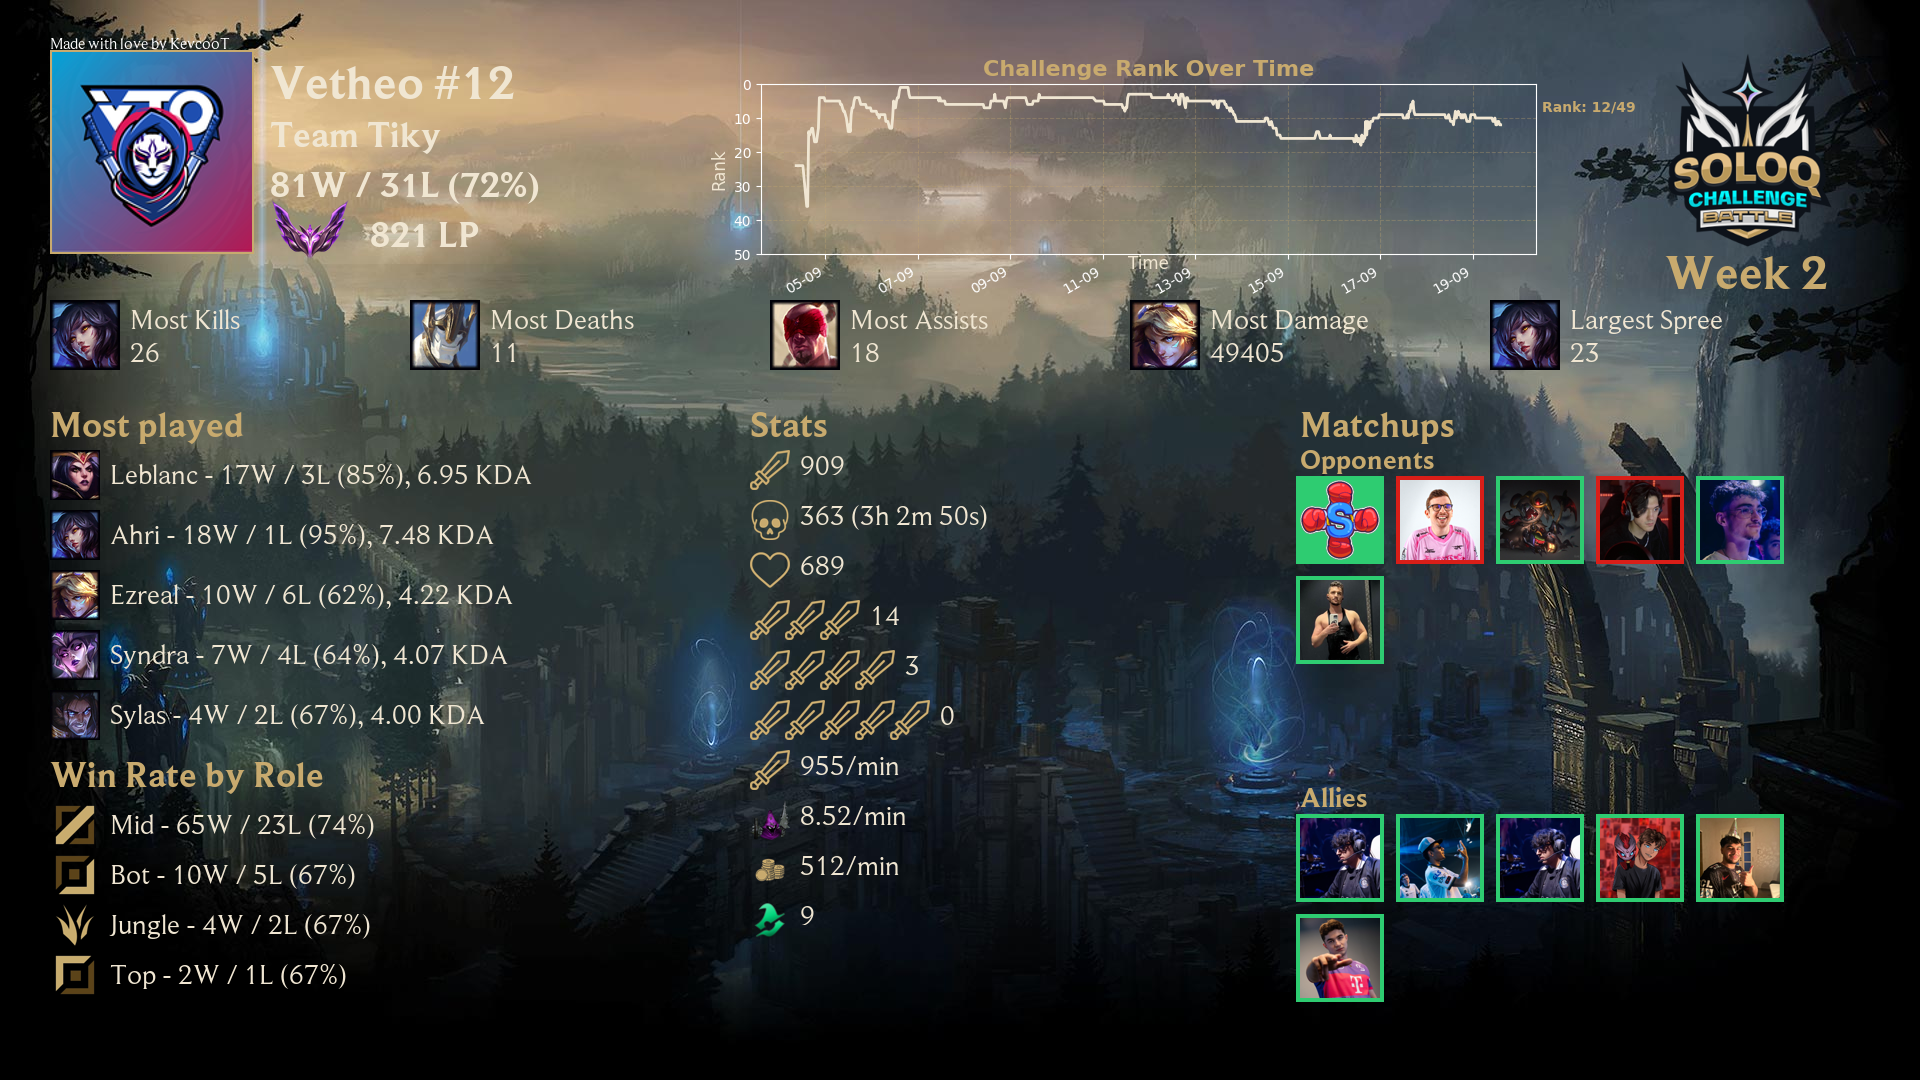 Made with love by KevcooT
VTO
Vetheo #12
Team Tiky
81W / 31L (72%)
821 LP
Challenge Rank Over Time
Rank
0
10
20
30
40
50
05-09
07-09
09-09
11-09
13-09
15-09
17-09
19-09
Time
Rank: 12/49
SOLOQ
CHALLENGE
BATTLE
Week 2
Most Kills
26
Most Deaths
11
Most Assists
18
Most Damage
49405
Largest Spree
23
Most played
Leblanc - 17W / 3L (85%), 6.95 KDA
Ahri - 18W / 1L (95%), 7.48 KDA
Ezreal - 10W / 6L (62%), 4.22 KDA
Syndra - 7W / 4L (64%), 4.07 KDA
Sylas - 4W / 2L (67%), 4.00 KDA
Win Rate by Role
Mid - 65W / 23L (74%)
Bot - 10W / 5L (67%)
Jungle - 4W / 2L (67%)
Top - 2W / 1L (67%)
Stats
909
363 (3h 2m 50s)
689
14
3
0
955/min
8.52/min
512/min
9
Matchups
Opponents
S
Allies
T